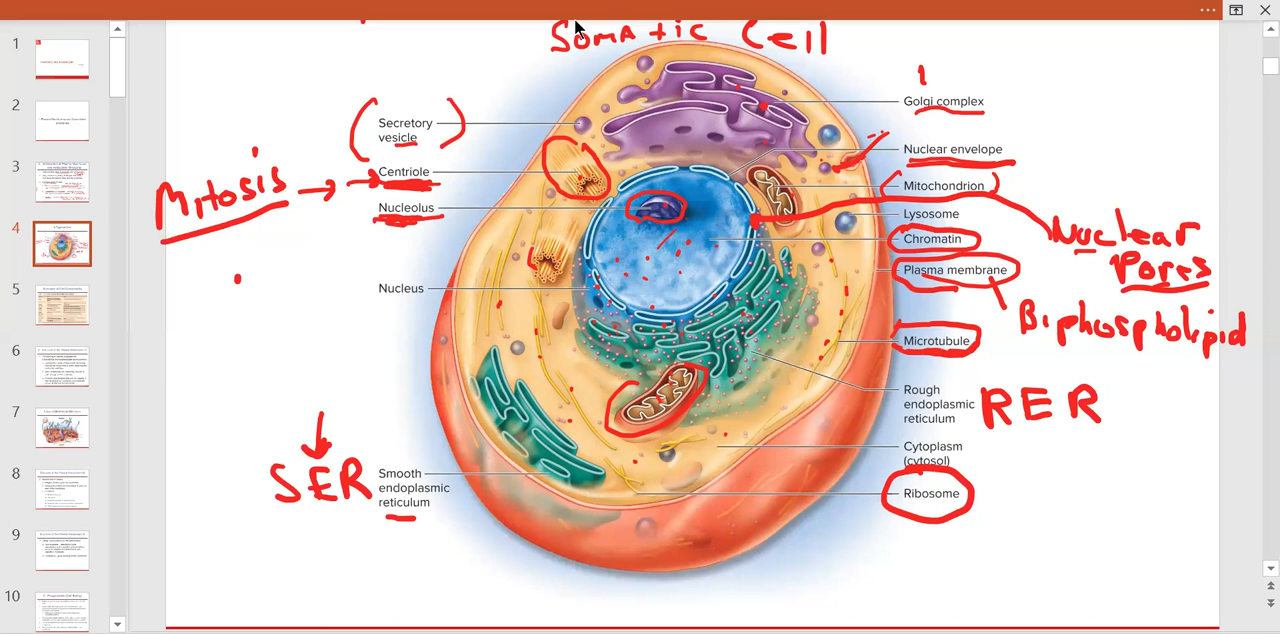 Somatic Cell
1
2
3
4
5
6
7
8
9
10
Secretory
vesicle
Centriole
Mitosis
Nucleolus
Nucleus
SER
Smooth
endoplasmic
reticulum
Golgi complex
Nuclear envelope
Mitochondrion
Lysosome
Chromatin
Nuclear
Pores
Plasma membrane
Biphospholipid
Microtubule
Rough
endoplasmic
reticulum
RER
Cytoplasm
(cytosol)
Ribosome